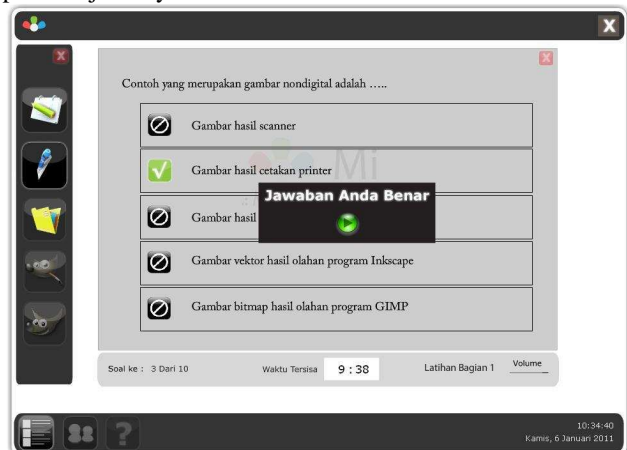 X
X
X
Contoh yang merupakan gambar nondigital adalah .....
Gambar hasil scanner
Mi
Gambar hasil cetakan printer
Jawaban Anda Benar
Gambar hasil
Gambar vektor hasil olahan program Inkscape
Gambar bitmap hasil olahan program GIMP
Soal ke : 3 Dari 10
Waktu Tersisa
9 : 38
Latihan Bagian 1
Volume
?
10:34:40
Kamis, 6 Januari 2011